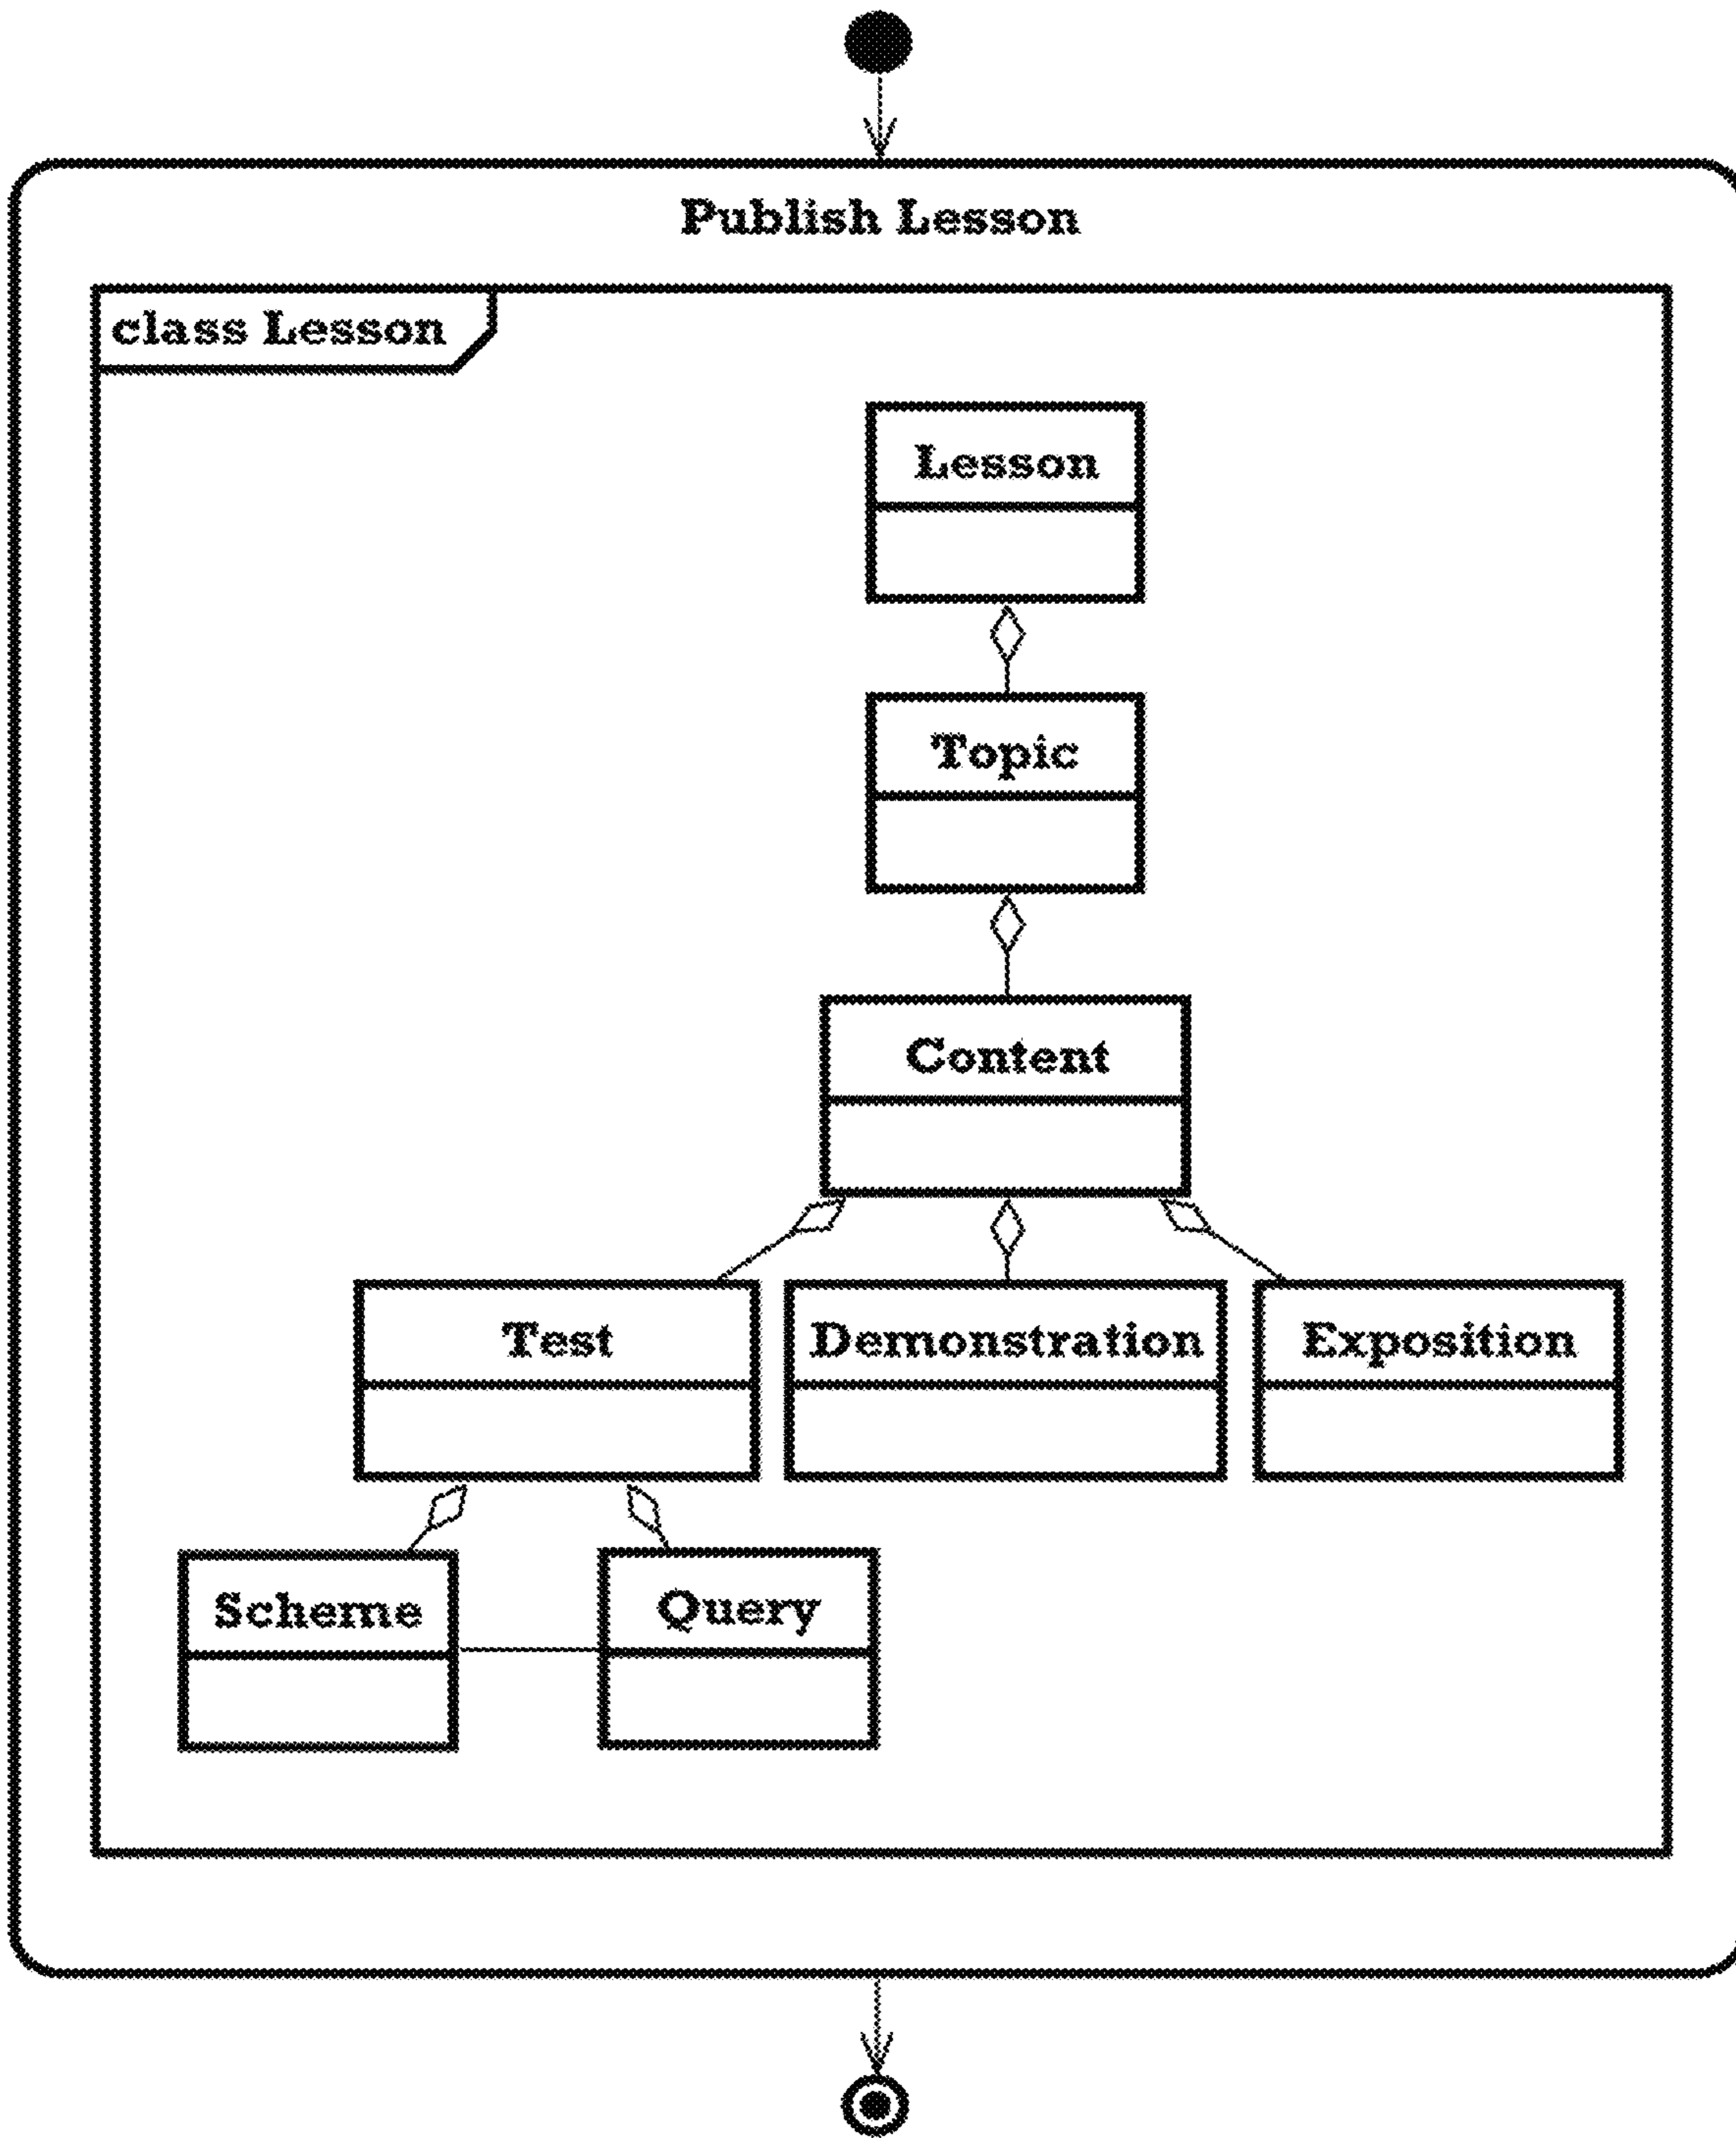 Publish Lesson
class Lesson
Lesson
Topic
Content
Test
Demonstration
Exposition
Scheme
Query